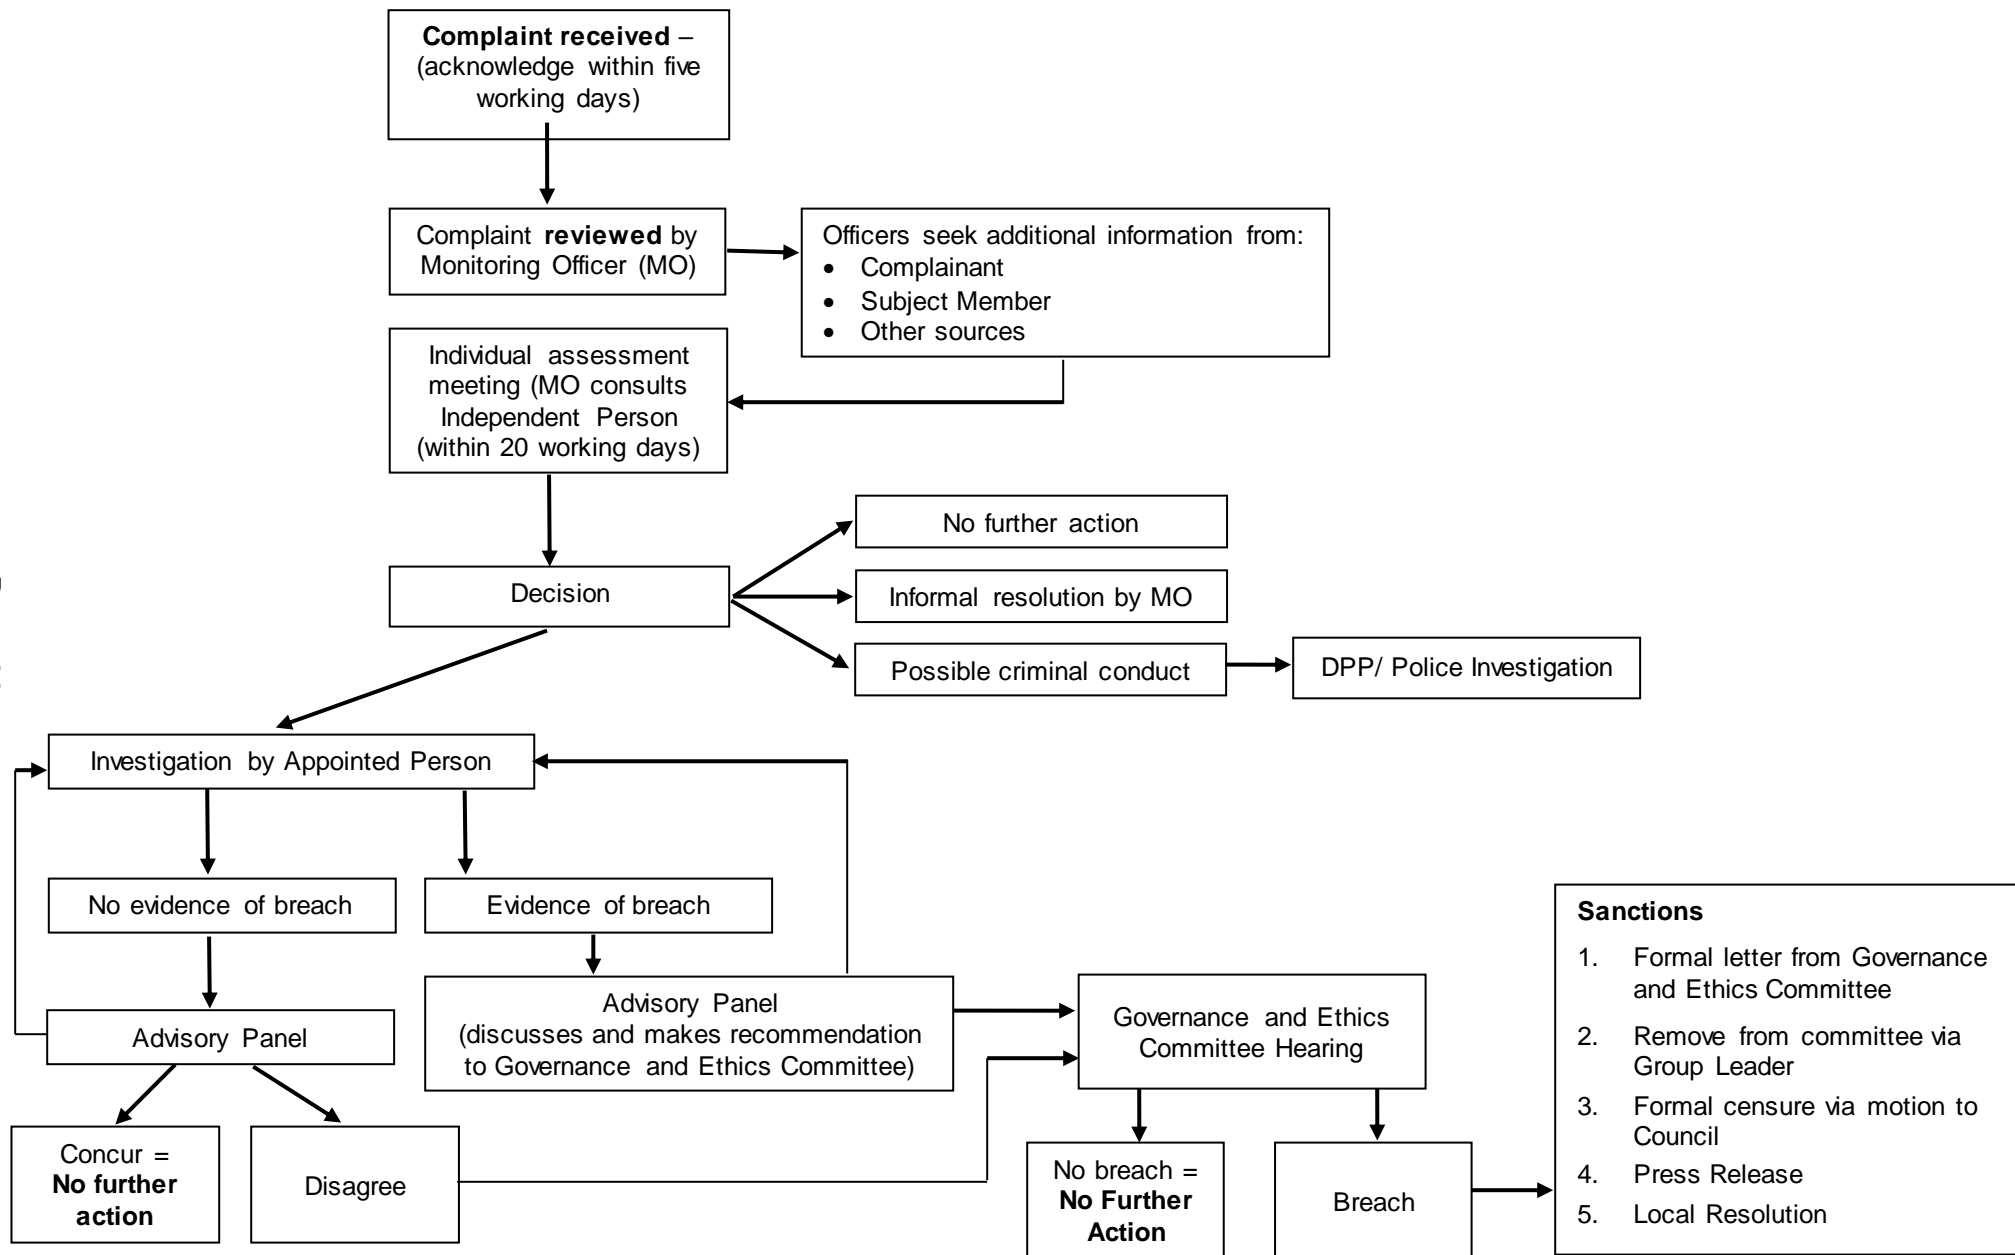 Complaint received –
(acknowledge within five
working days)
Complaint reviewed by
Monitoring Officer (MO)
Officers seek additional information from:
• Complainant
• Subject Member
• Other sources
Individual assessment
meeting (MO consults
Independent Person
(within 20 working days)
No further action
Decision
Informal resolution by MO
Possible criminal conduct
DPP/ Police Investigation
Investigation by Appointed Person
No evidence of breach
Evidence of breach
Advisory Panel
Advisory Panel
(discusses and makes recommendation
to Governance and Ethics Committee)
Concur =
No further
action
Disagree
Governance and Ethics
Committee Hearing
No breach =
No Further
Action
Breach
Sanctions
1. Formal letter from Governance
and Ethics Committee
2. Remove from committee via
Group Leader
3. Formal censure via motion to
Council
4. Press Release
5. Local Resolution